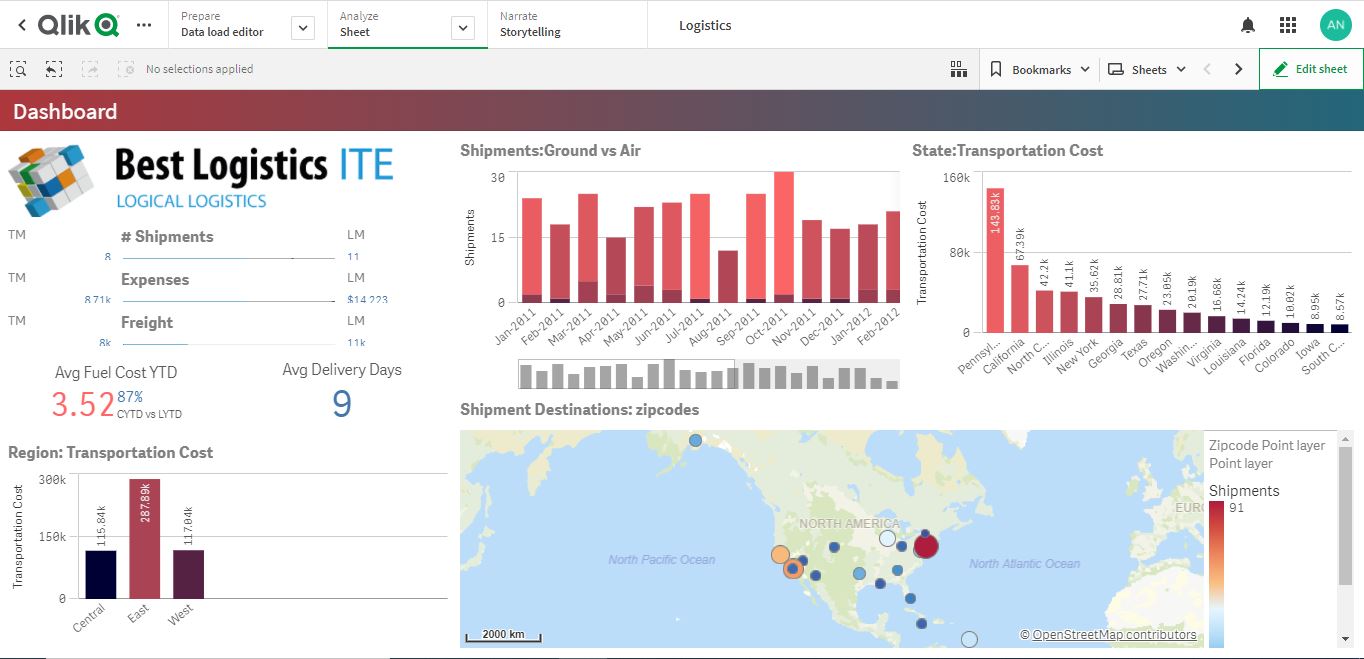 Qlik
Prepare
Data load editor
Analyze
Sheet
Narrate
Storytelling
Logistics
AN
No selections applied
Bookmarks
Sheets
Edit sheet
Dashboard
Best Logistics ITE
LOGICAL LOGISTICS
TM
# Shipments
LM
8
11
TM
Expenses
LM
8.71k
$14,223
TM
Freight
LM
8k
11k
Avg Fuel Cost YTD
3.52
87%
CYTD vs LYTD
Avg Delivery Days
9
Region: Transportation Cost
Transportation Cost
300k
150k
0
115.84k
287.89k
117.04k
Central
East
West
Shipments:Ground vs Air
Shipments
30
15
0
Jan-2011
Feb-2011
Mar-2011
Apr-2011
May-2011
Jun-2011
Jul-2011
Aug-2011
Sep-2011
Oct-2011
Nov-2011
Dec-2011
Jan-2012
Feb-2012
State:Transportation Cost
Transportation Cost
160k
80k
0
143.83k
67.39k
42.2k
41.1k
35.62k
28.81k
27.71k
23.05k
20.19k
16.68k
14.24k
12.19k
10.02k
8.95k
8.57k
Pennsyl...
California
North C...
Illinois
New York
Georgia
Texas
Oregon
Washin...
Virginia
Louisiana
Florida
Colorado
Iowa
South C...
Shipment Destinations: zipcodes
NORTH AMERICA
EURO
North Pacific Ocean
North Atlantic Ocean
2000 km
© OpenStreetMap contributors
Zipcode Point layer
Point layer
Shipments
91